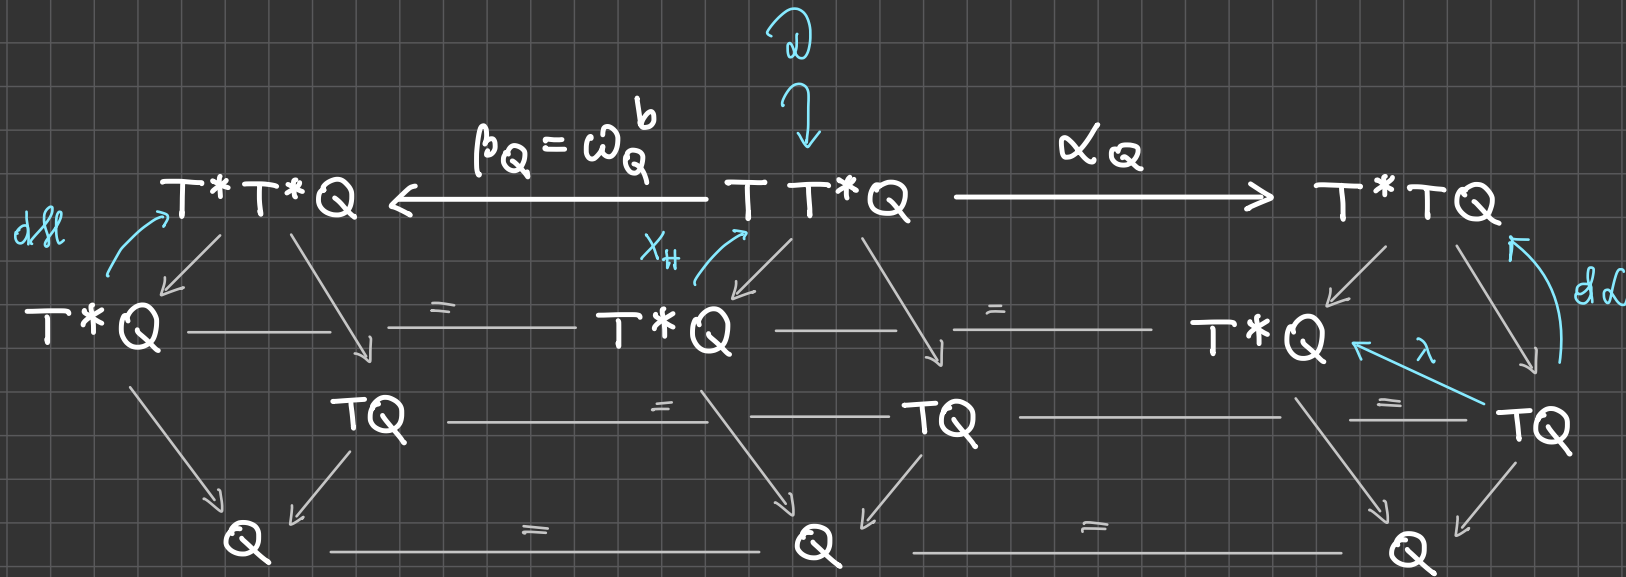 𝒟
β_Q = ω_Q^♭ α_Q
T*T*Q TT*Q T*TQ
dH X_H dL
T*Q = T*Q = T*Q
λ
TQ = TQ = TQ
Q = Q = Q